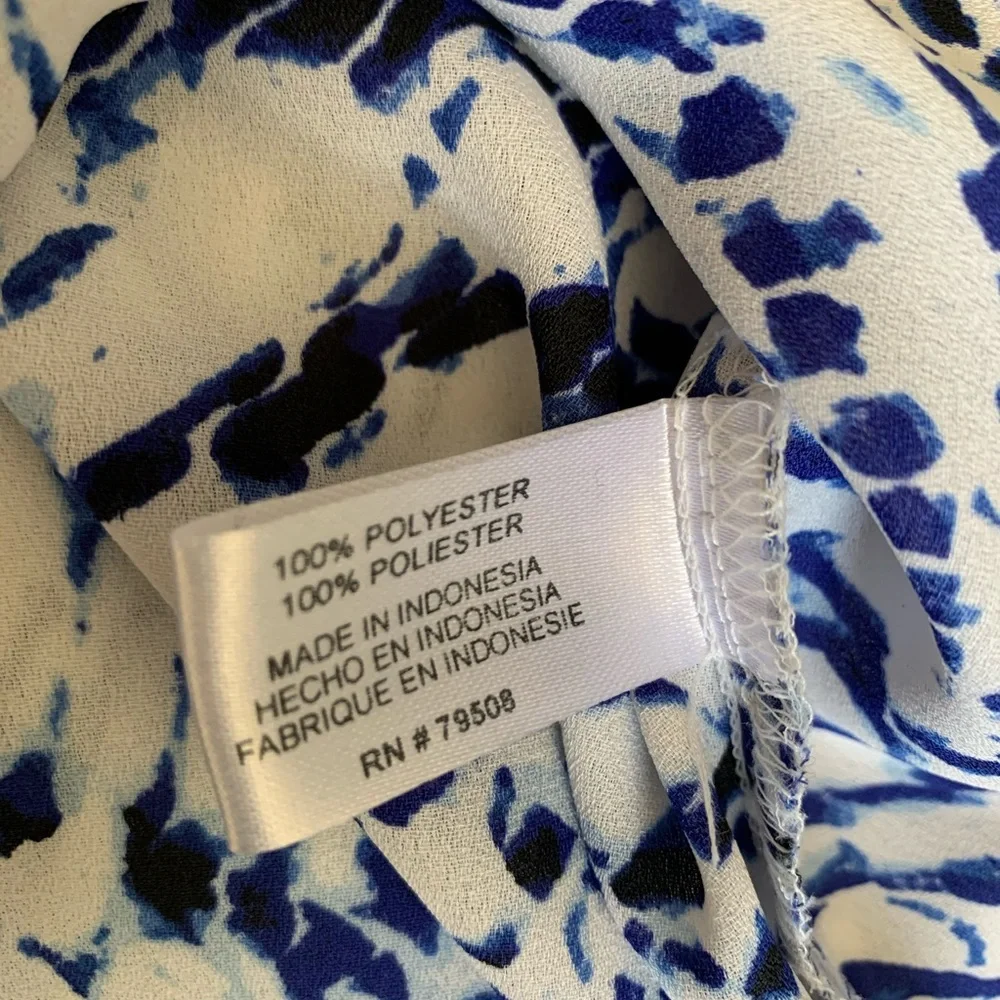 100% POLYESTER
100% POLIESTER
MADE IN INDONESIA
HECHO EN INDONESIA
FABRIQUE EN INDONESIE
RN # 79508